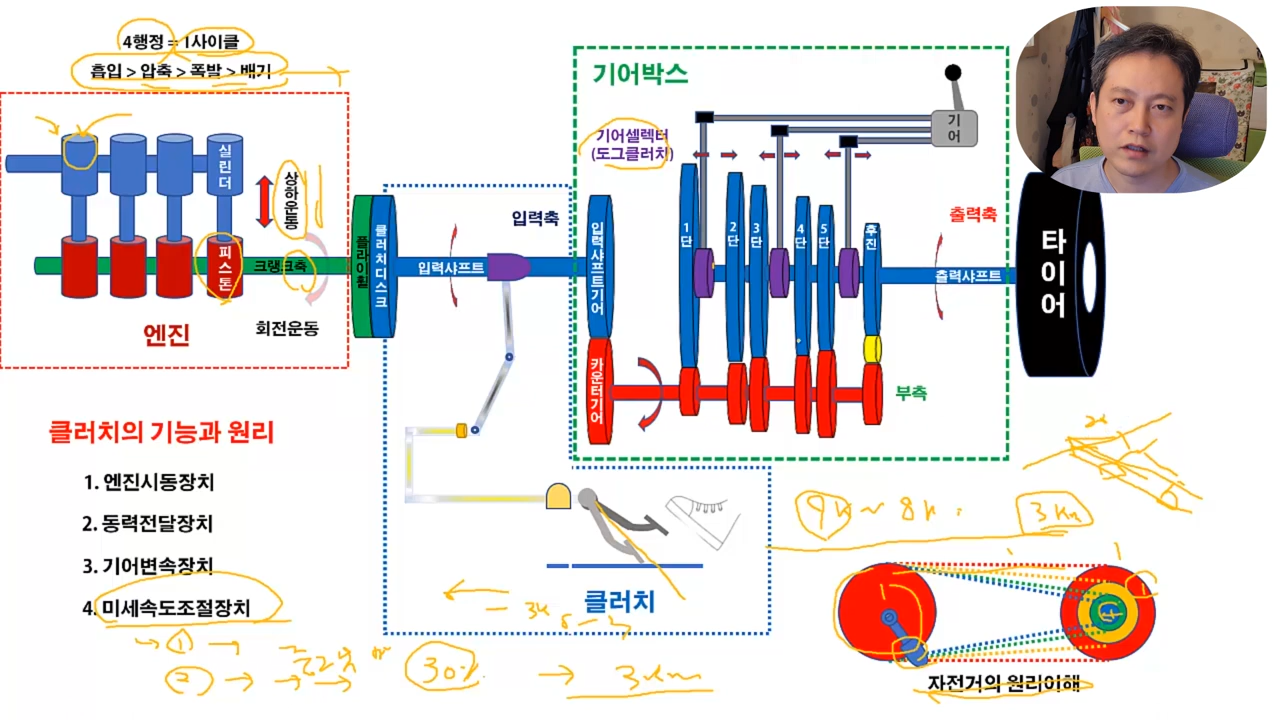 4행정 = 1사이클
흡입 > 압축 > 폭발 > 배기
실린더
상하운동
피스톤
크랭크축
엔진
회전운동
플라이휠
클러치디스크
입력축
입력샤프트
기어박스
기어셀렉터
(도그클러치)
기어
입력샤프트기어
1단
2단
3단
4단
5단
후진
출력축
출력샤프트
타이어
카운터기어
부측
클러치의 기능과 원리
1. 엔진시동장치
2. 동력전달장치
3. 기어변속장치
4. 미세속도조절장치
클러치
9k ~ 8k
3km
3k
①
②
30%
3km
자전거의 원리이해